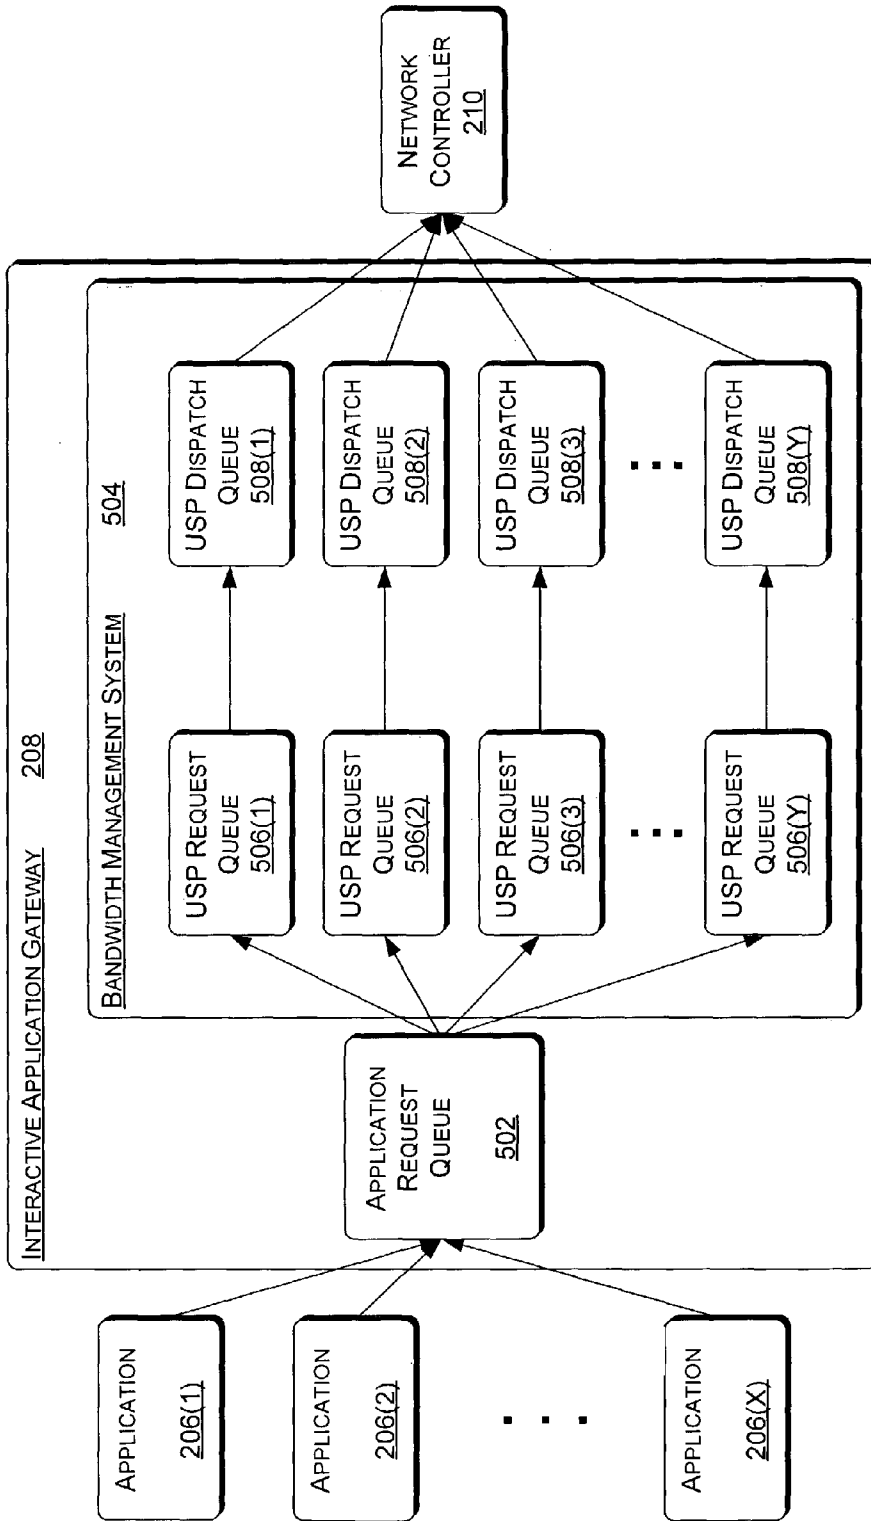 INTERACTIVE APPLICATION GATEWAY 208
BANDWIDTH MANAGEMENT SYSTEM 504
APPLICATION
206(1)
APPLICATION
206(2)
APPLICATION
206(X)
APPLICATION
REQUEST
QUEUE
502
USP REQUEST
QUEUE
506(1)
USP REQUEST
QUEUE
506(2)
USP REQUEST
QUEUE
506(3)
USP REQUEST
QUEUE
506(Y)
USP DISPATCH
QUEUE
508(1)
USP DISPATCH
QUEUE
508(2)
USP DISPATCH
QUEUE
508(3)
USP DISPATCH
QUEUE
508(Y)
NETWORK
CONTROLLER
210